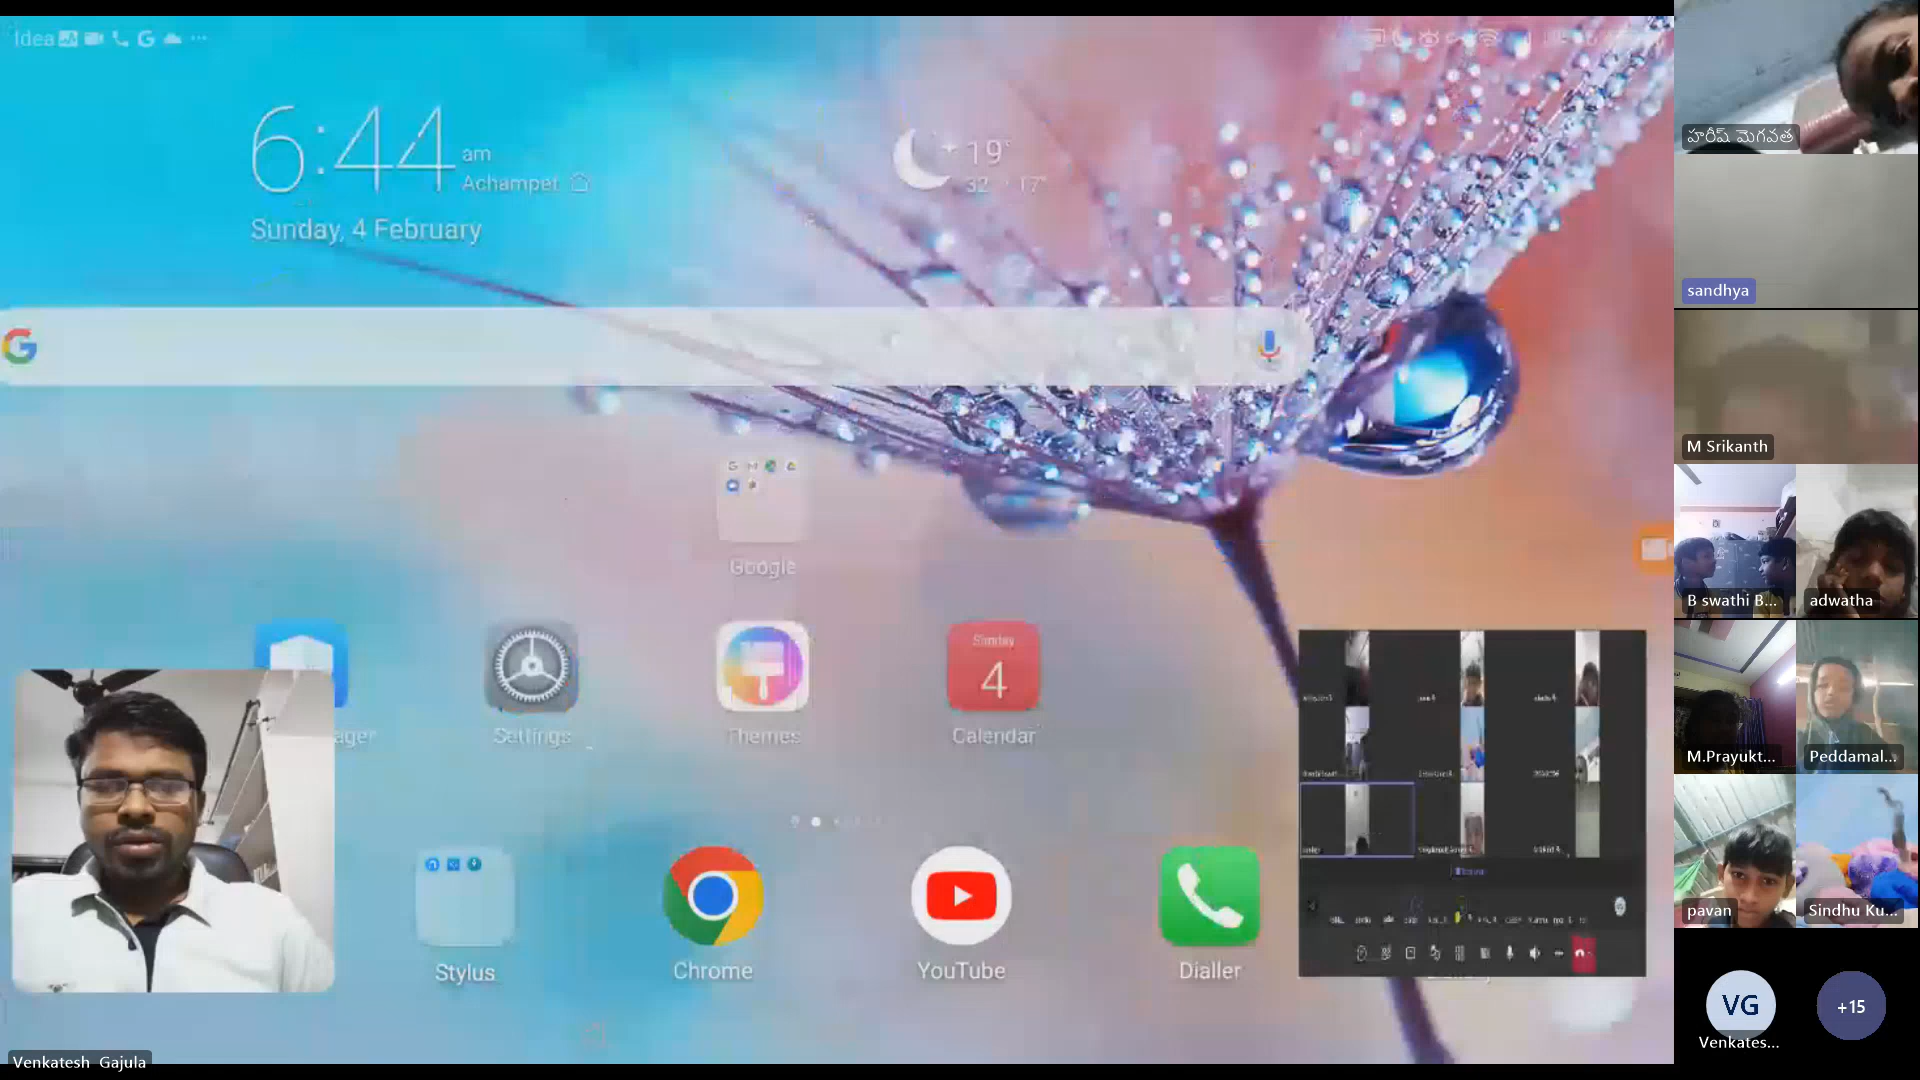 Idea
6:44 am
Achampet
Sunday, 4 February
19°
32 17°
Google
Settings
Themes
Calendar
Sunday
4
Stylus
Chrome
YouTube
Dialler
Venkatesh Gajula
హరీష్ మెగవత
sandhya
M Srikanth
B swathi B...
adwatha
M.Prayukt...
Peddamal...
pavan
Sindhu Ku...
VG
Venkates...
+15